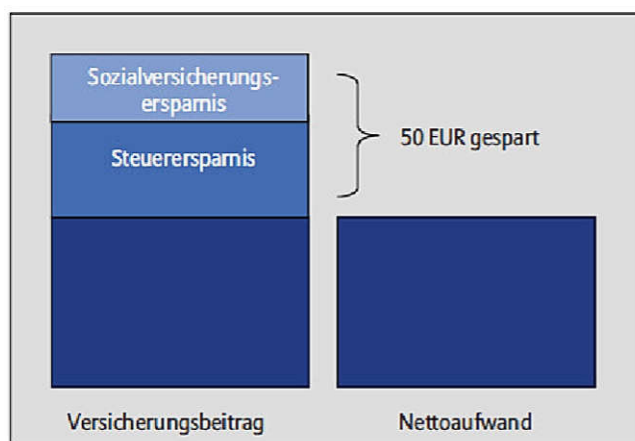 Sozialversicherungs-
ersparnis
Steuerersparnis
50 EUR gespart
Versicherungsbeitrag
Nettoaufwand